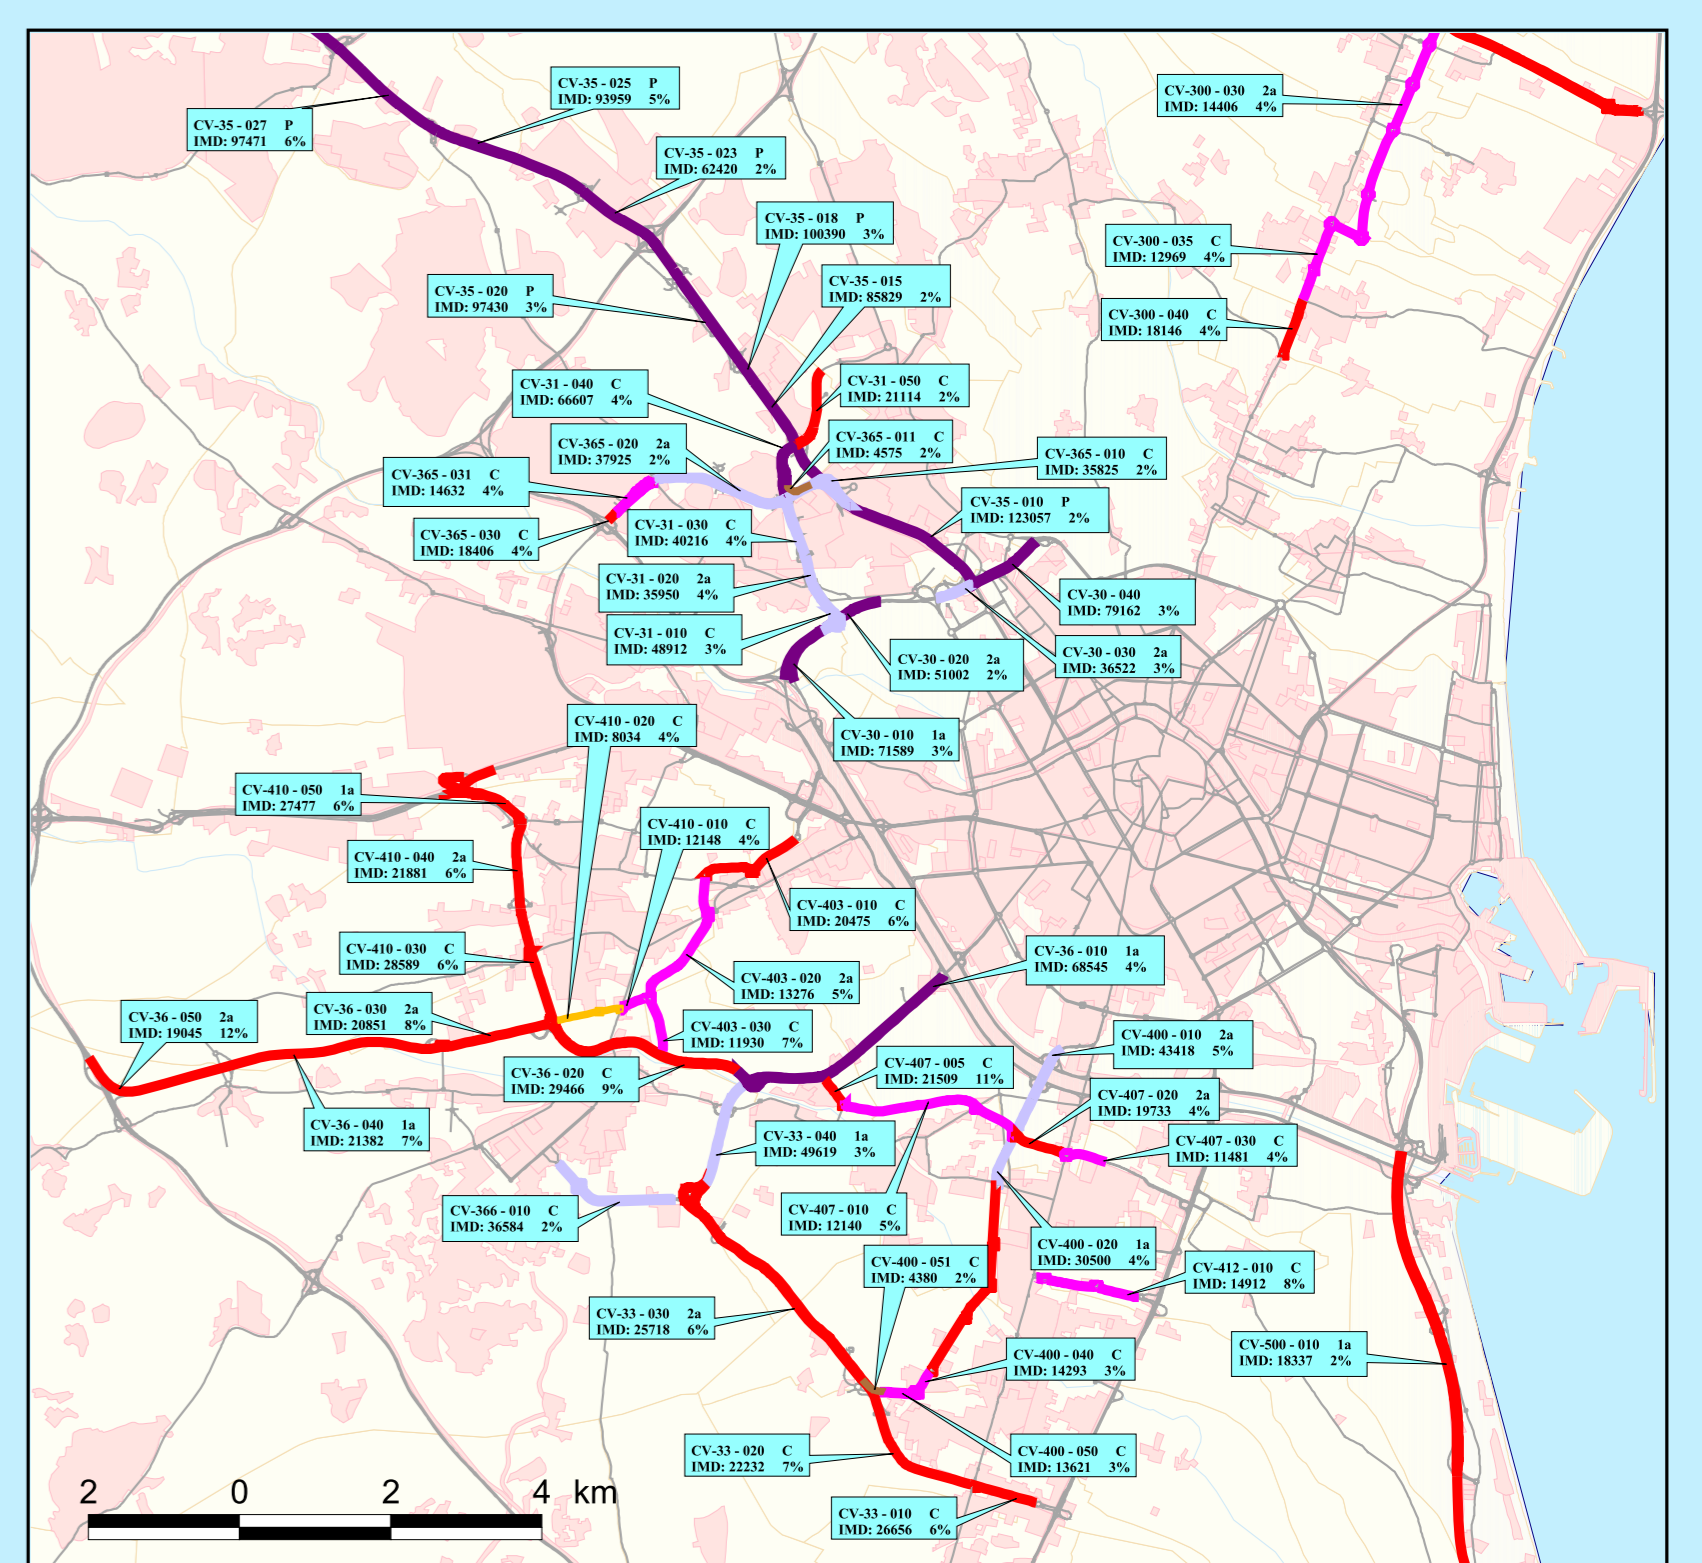 CV-35 - 025 P
IMD: 93959 5%
CV-300 - 030 2a
IMD: 14406 4%
CV-35 - 027 P
IMD: 97471 6%
CV-35 - 023 P
IMD: 62420 2%
CV-35 - 018 P
IMD: 100390 3%
CV-300 - 035 C
IMD: 12969 4%
CV-35 - 015
IMD: 85829 2%
CV-35 - 020 P
IMD: 97430 3%
CV-300 - 040 C
IMD: 18146 4%
CV-31 - 040 C
IMD: 66607 4%
CV-31 - 050 C
IMD: 21114 2%
CV-365 - 020 2a
IMD: 37925 2%
CV-365 - 011 C
IMD: 4575 2%
CV-365 - 010 C
IMD: 35825 2%
CV-365 - 031 C
IMD: 14632 4%
CV-35 - 010 P
IMD: 123057 2%
CV-365 - 030 C
IMD: 18406 4%
CV-31 - 030 C
IMD: 40216 4%
CV-31 - 020 2a
IMD: 35950 4%
CV-30 - 040
IMD: 79162 3%
CV-31 - 010 C
IMD: 48912 3%
CV-30 - 020 2a
IMD: 51002 2%
CV-30 - 030 2a
IMD: 36522 3%
CV-410 - 020 C
IMD: 8034 4%
CV-30 - 010 1a
IMD: 71589 3%
CV-410 - 050 1a
IMD: 27477 6%
CV-410 - 010 C
IMD: 12148 4%
CV-410 - 040 2a
IMD: 21881 6%
CV-403 - 010 C
IMD: 20475 6%
CV-410 - 030 C
IMD: 28589 6%
CV-36 - 010 1a
IMD: 68545 4%
CV-403 - 020 2a
IMD: 13276 5%
CV-36 - 050 2a
IMD: 19045 12%
CV-36 - 030 2a
IMD: 20851 8%
CV-403 - 030 C
IMD: 11930 7%
CV-400 - 010 2a
IMD: 43418 5%
CV-36 - 020 C
IMD: 29466 9%
CV-407 - 005 C
IMD: 21509 11%
CV-407 - 020 2a
IMD: 19733 4%
CV-36 - 040 1a
IMD: 21382 7%
CV-33 - 040 1a
IMD: 49619 3%
CV-407 - 030 C
IMD: 11481 4%
CV-366 - 010 C
IMD: 36584 2%
CV-407 - 010 C
IMD: 12140 5%
CV-400 - 020 1a
IMD: 30500 4%
CV-400 - 051 C
IMD: 4380 2%
CV-412 - 010 C
IMD: 14912 8%
CV-33 - 030 2a
IMD: 25718 6%
CV-500 - 010 1a
IMD: 18337 2%
CV-400 - 040 C
IMD: 14293 3%
CV-33 - 020 C
IMD: 22232 7%
CV-400 - 050 C
IMD: 13621 3%
CV-33 - 010 C
IMD: 26656 6%
2 0 2 4 km